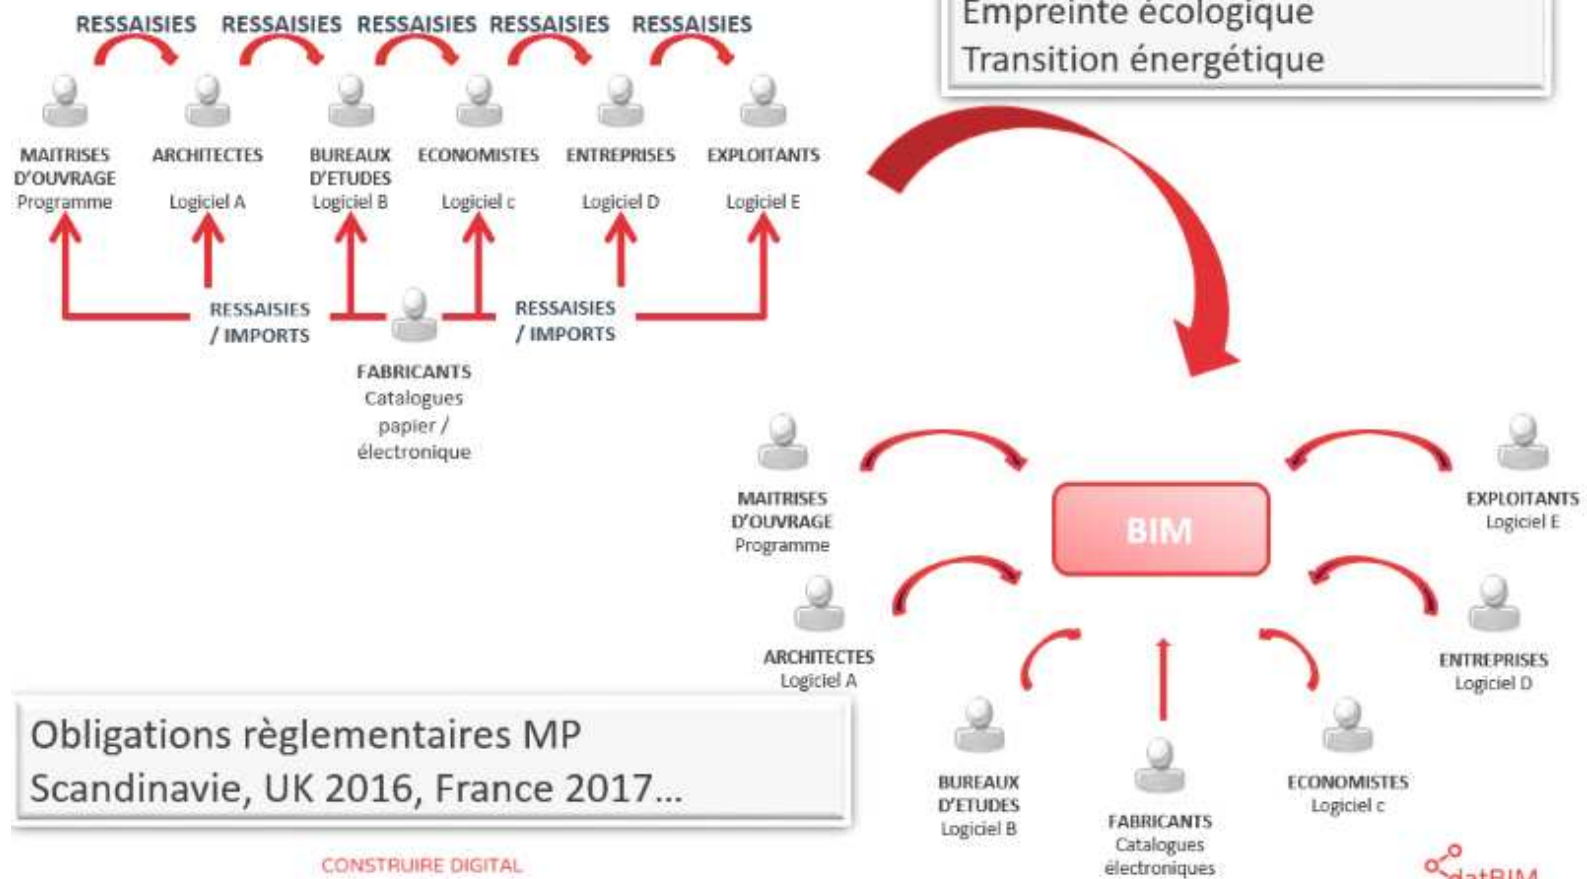 Empreinte écologique
Transition énergétique
RESSAISIES RESSAISIES RESSAISIES RESSAISIES RESSAISIES
MAITRISES
D'OUVRAGE
Programme
ARCHITECTES
Logiciel A
BUREAUX
D'ETUDES
Logiciel B
ECONOMISTES
Logiciel c
ENTREPRISES
Logiciel D
EXPLOITANTS
Logiciel E
RESSAISIES
/ IMPORTS
RESSAISIES
/ IMPORTS
FABRICANTS
Catalogues
papier /
électronique
MAITRISES
D'OUVRAGE
Programme
BIM
EXPLOITANTS
Logiciel E
ARCHITECTES
Logiciel A
ENTREPRISES
Logiciel D
BUREAUX
D'ETUDES
Logiciel B
FABRICANTS
Catalogues
électroniques
ECONOMISTES
Logiciel c
Obligations règlementaires MP
Scandinavie, UK 2016, France 2017...
CONSTRUIRE DIGITAL
datBIM